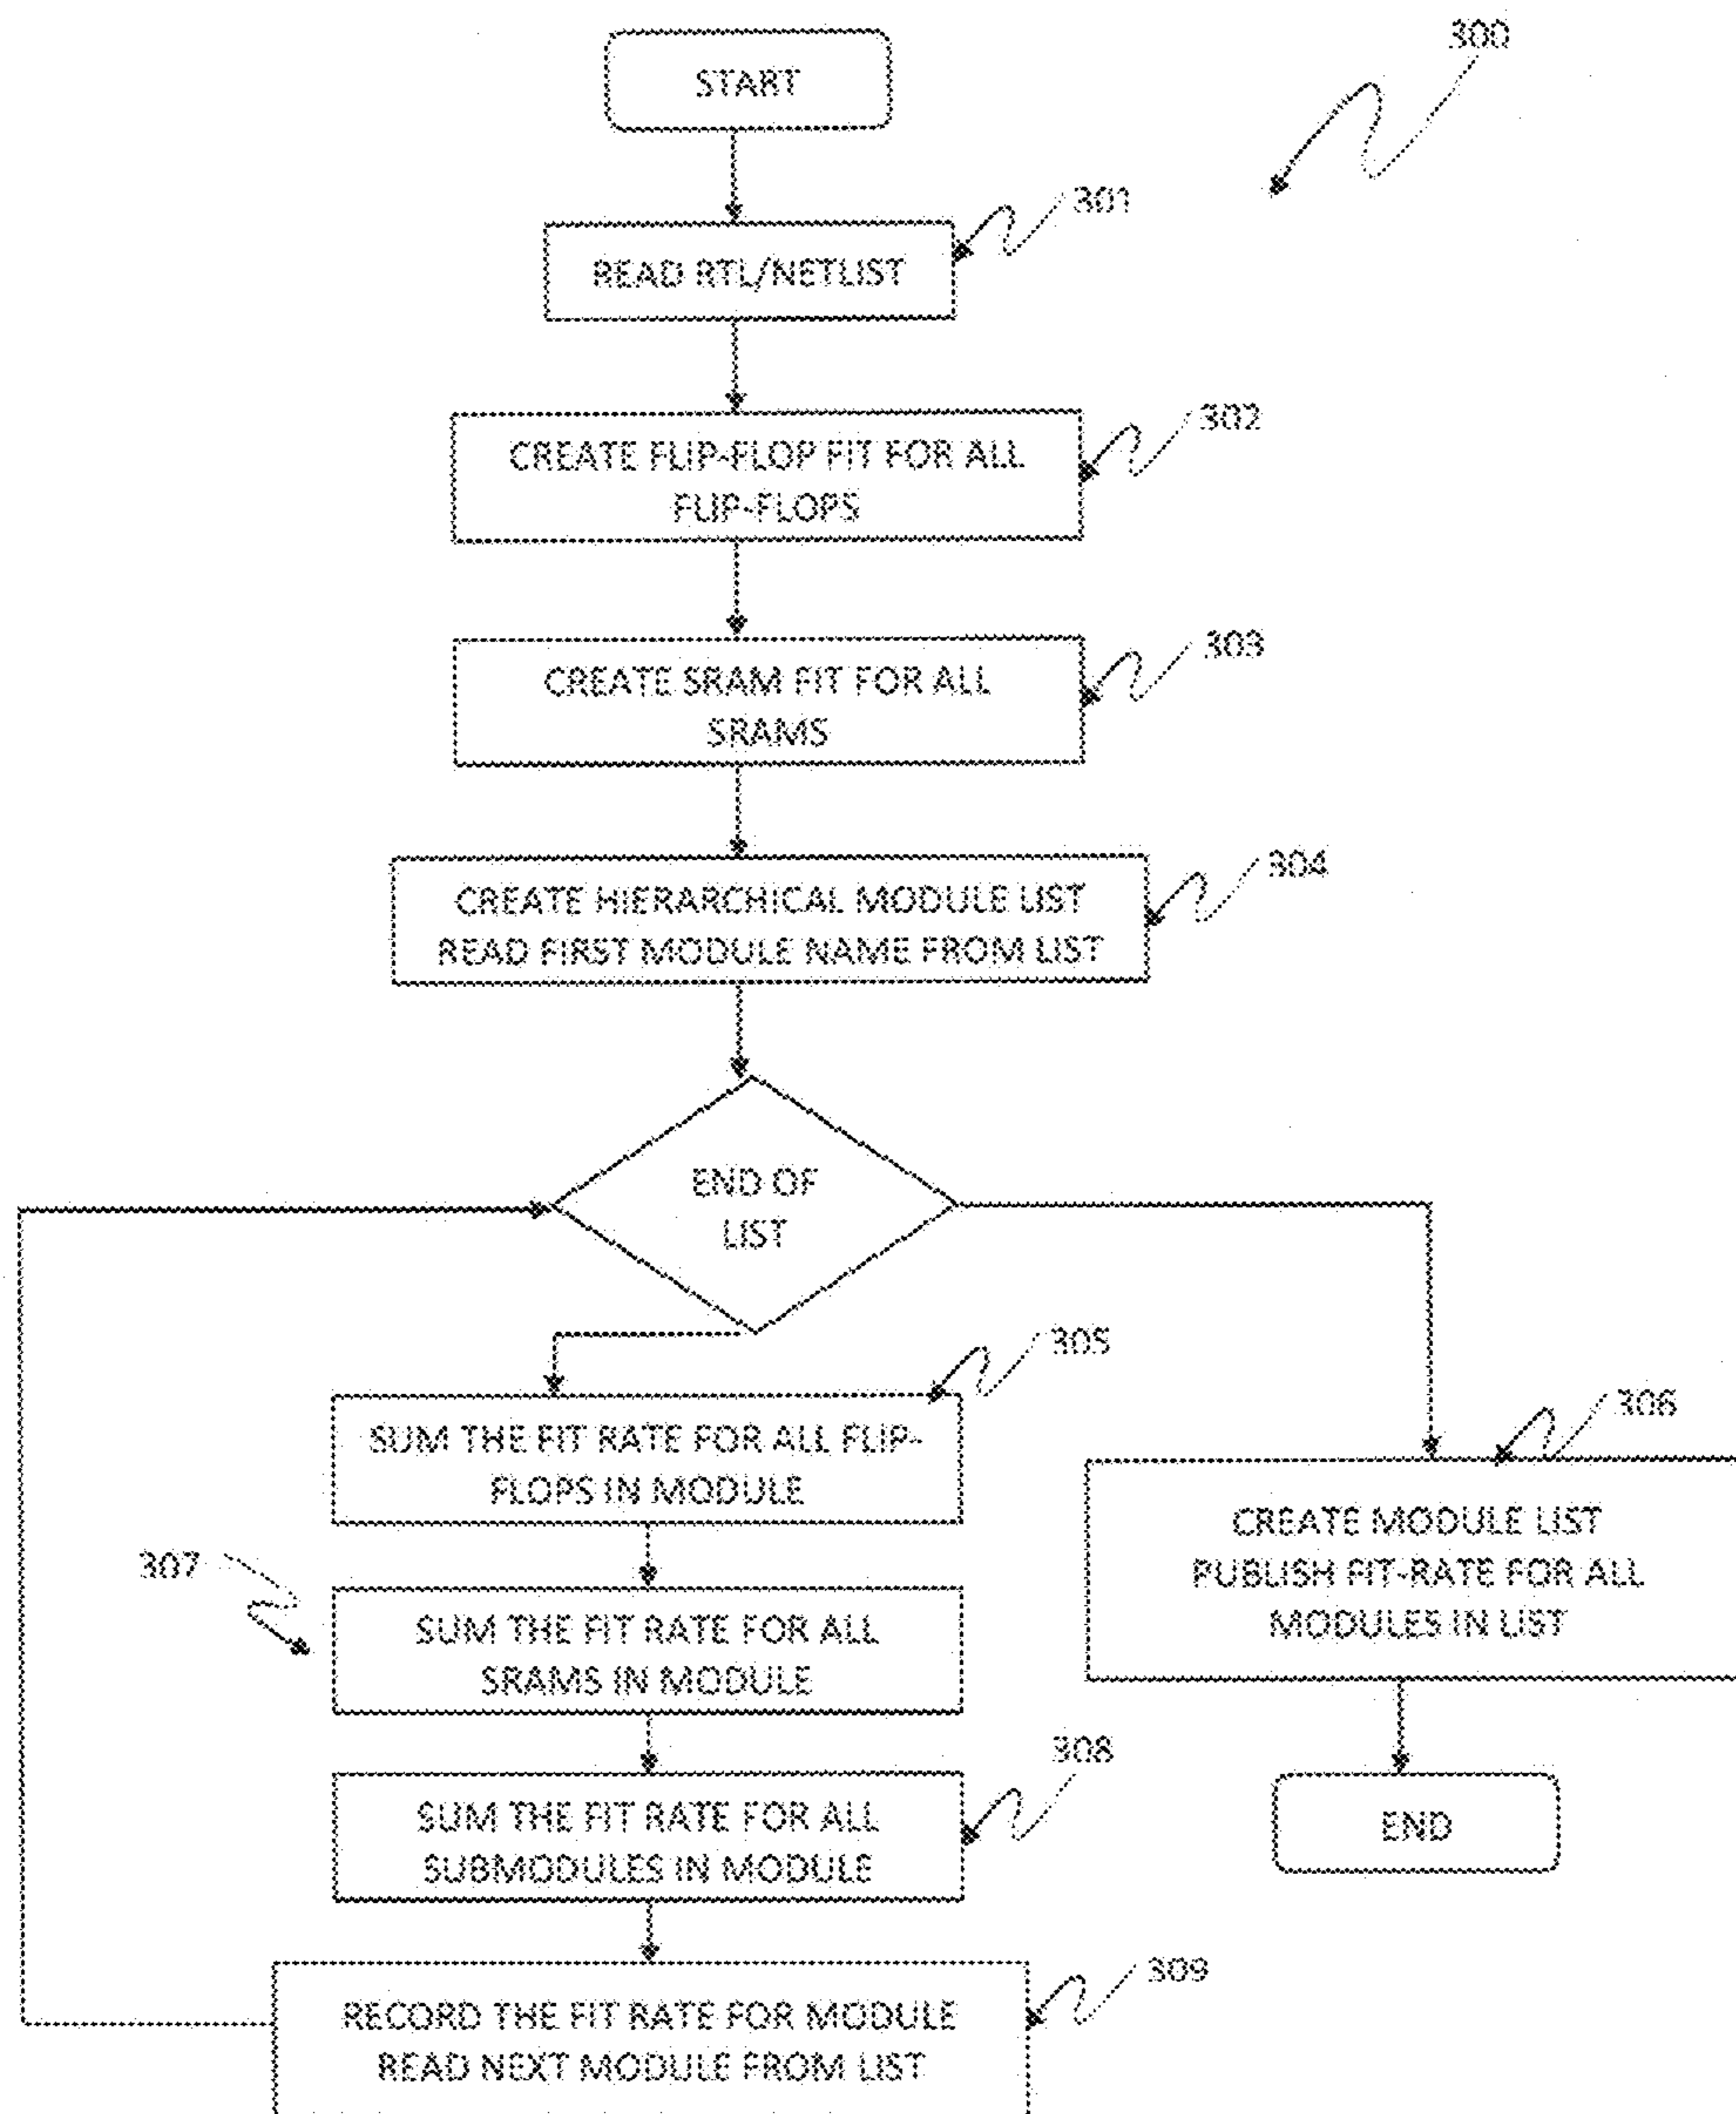 300
START
301
READ RTL/NETLIST
302
CREATE FLIP-FLOP FIT FOR ALL
FLIP-FLOPS
303
CREATE SRAM FIT FOR ALL
SRAMS
304
CREATE HIERARCHICAL MODULE LIST
READ FIRST MODULE NAME FROM LIST
END OF
LIST
305
SUM THE FIT RATE FOR ALL FLIP-
FLOPS IN MODULE
306
CREATE MODULE LIST
PUBLISH FIT-RATE FOR ALL
MODULES IN LIST
307
SUM THE FIT RATE FOR ALL
SRAMS IN MODULE
308
SUM THE FIT RATE FOR ALL
SUBMODULES IN MODULE
END
309
RECORD THE FIT RATE FOR MODULE
READ NEXT MODULE FROM LIST